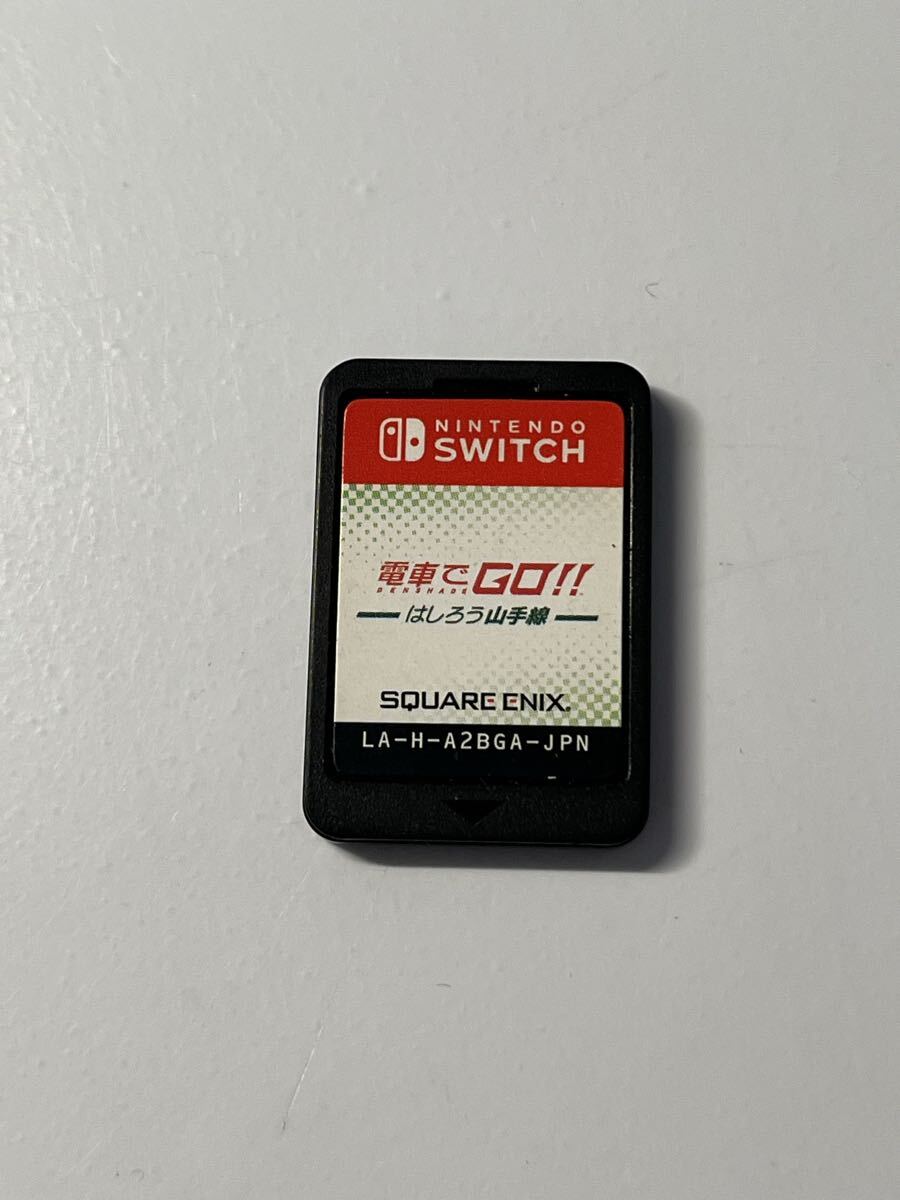 NINTENDO
SWITCH
電車でGO!!
DENSHADE
はしろう山手線
SQUARE ENIX.
LA-H-A2BGA-JPN